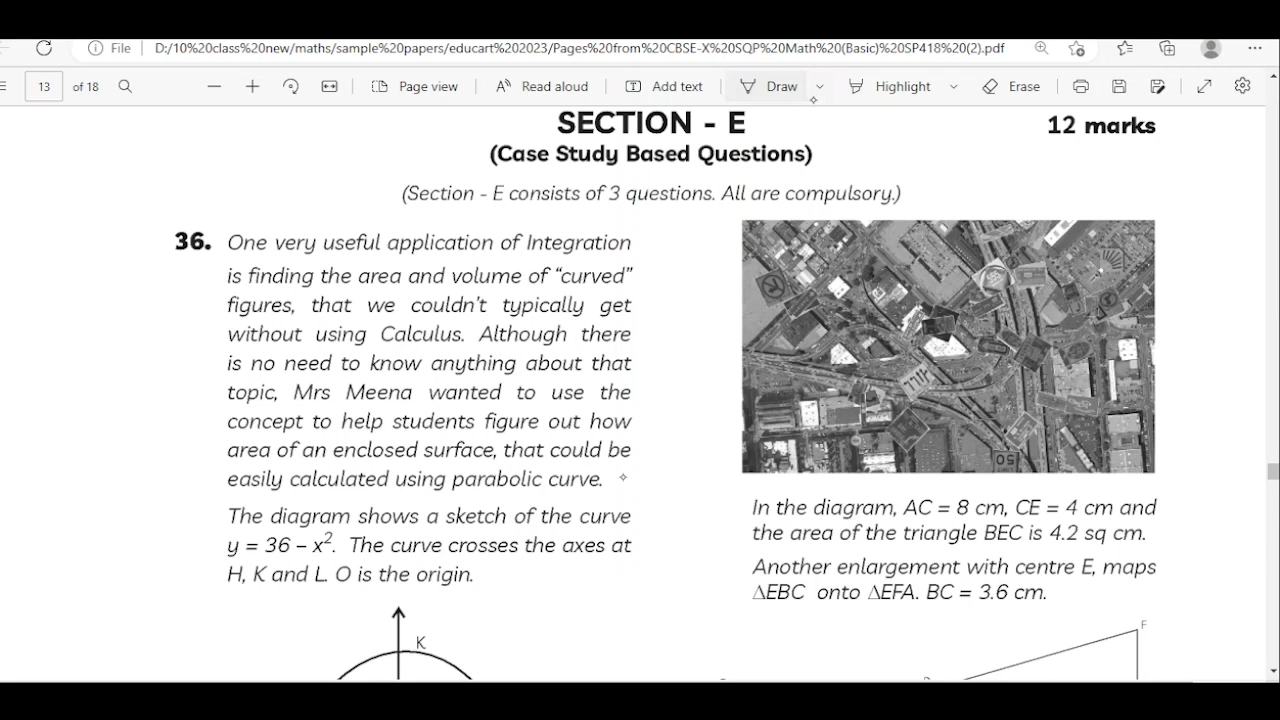 File
D:/10%20class%20new/maths/sample%20papers/educart%202023/Pages%20from%20CBSE-X%20SQP%20Math%20(Basic)%20SP418%20(2).pdf
13 of 18
Page view
Read aloud
Add text
Draw
Highlight
Erase
SECTION - E
12 marks
(Case Study Based Questions)
(Section - E consists of 3 questions. All are compulsory.)
36. One very useful application of Integration
is finding the area and volume of “curved”
figures, that we couldn’t typically get
without using Calculus. Although there
is no need to know anything about that
topic, Mrs Meena wanted to use the
concept to help students figure out how
area of an enclosed surface, that could be
easily calculated using parabolic curve.
The diagram shows a sketch of the curve
y = 36 – x². The curve crosses the axes at
H, K and L. O is the origin.
K
50
In the diagram, AC = 8 cm, CE = 4 cm and
the area of the triangle BEC is 4.2 sq cm.
Another enlargement with centre E, maps
∆EBC onto ∆EFA. BC = 3.6 cm.
F